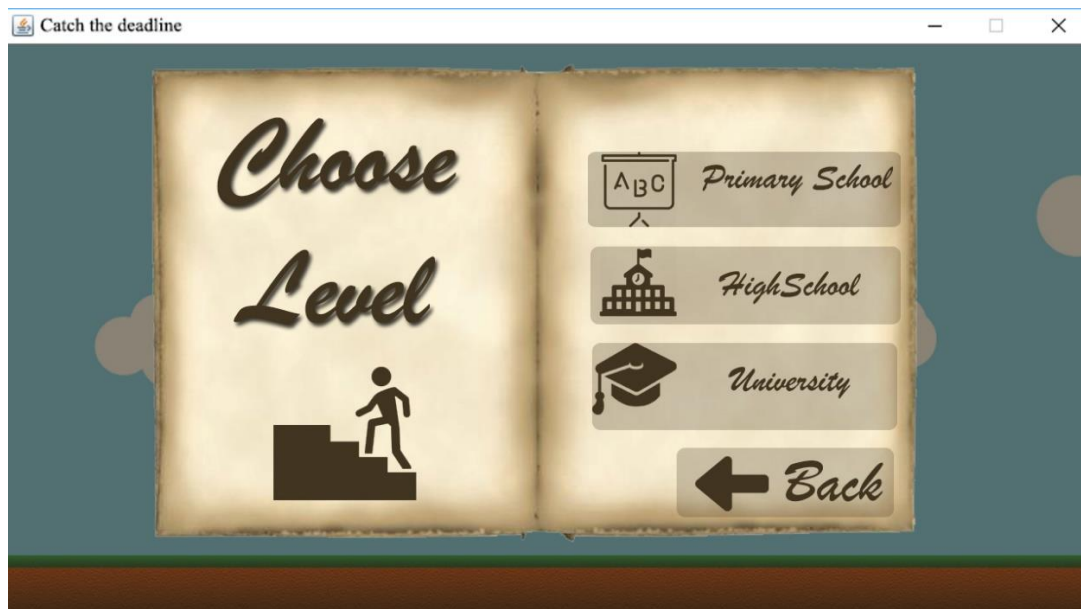 Catch the deadline
Choose
Level
ABC
Primary School
HighSchool
University
Back